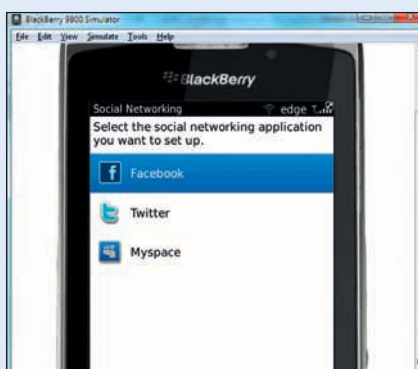 BlackBerry 9800 Simulator
File Edit View Simulate Tools Help
BlackBerry
Social Networking edge
Select the social networking application
you want to set up.
Facebook
Twitter
Myspace